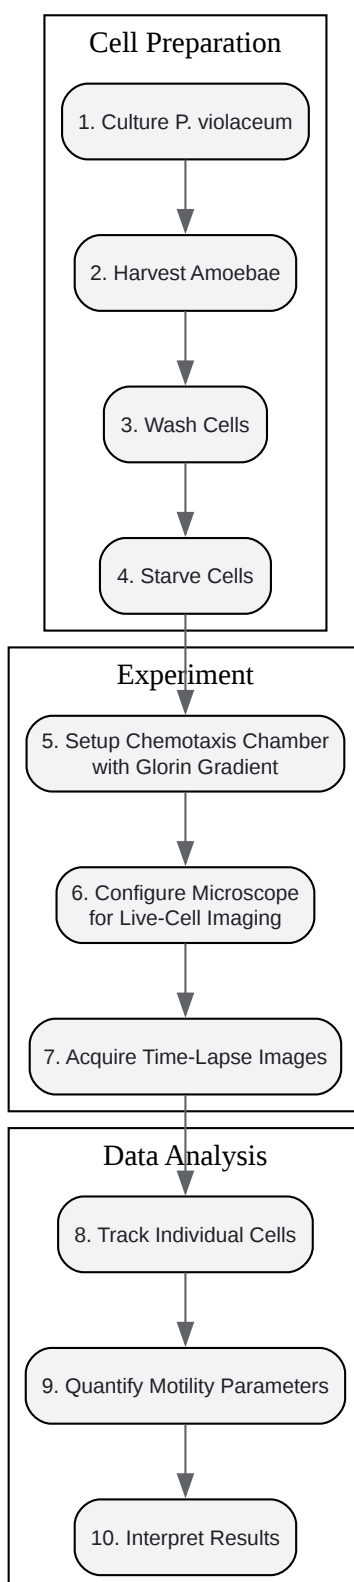 Cell Preparation
1. Culture P. violaceum
2. Harvest Amoebae
3. Wash Cells
4. Starve Cells
Experiment
5. Setup Chemotaxis Chamber
with Glorin Gradient
6. Configure Microscope
for Live-Cell Imaging
7. Acquire Time-Lapse Images
Data Analysis
8. Track Individual Cells
9. Quantify Motility Parameters
10. Interpret Results